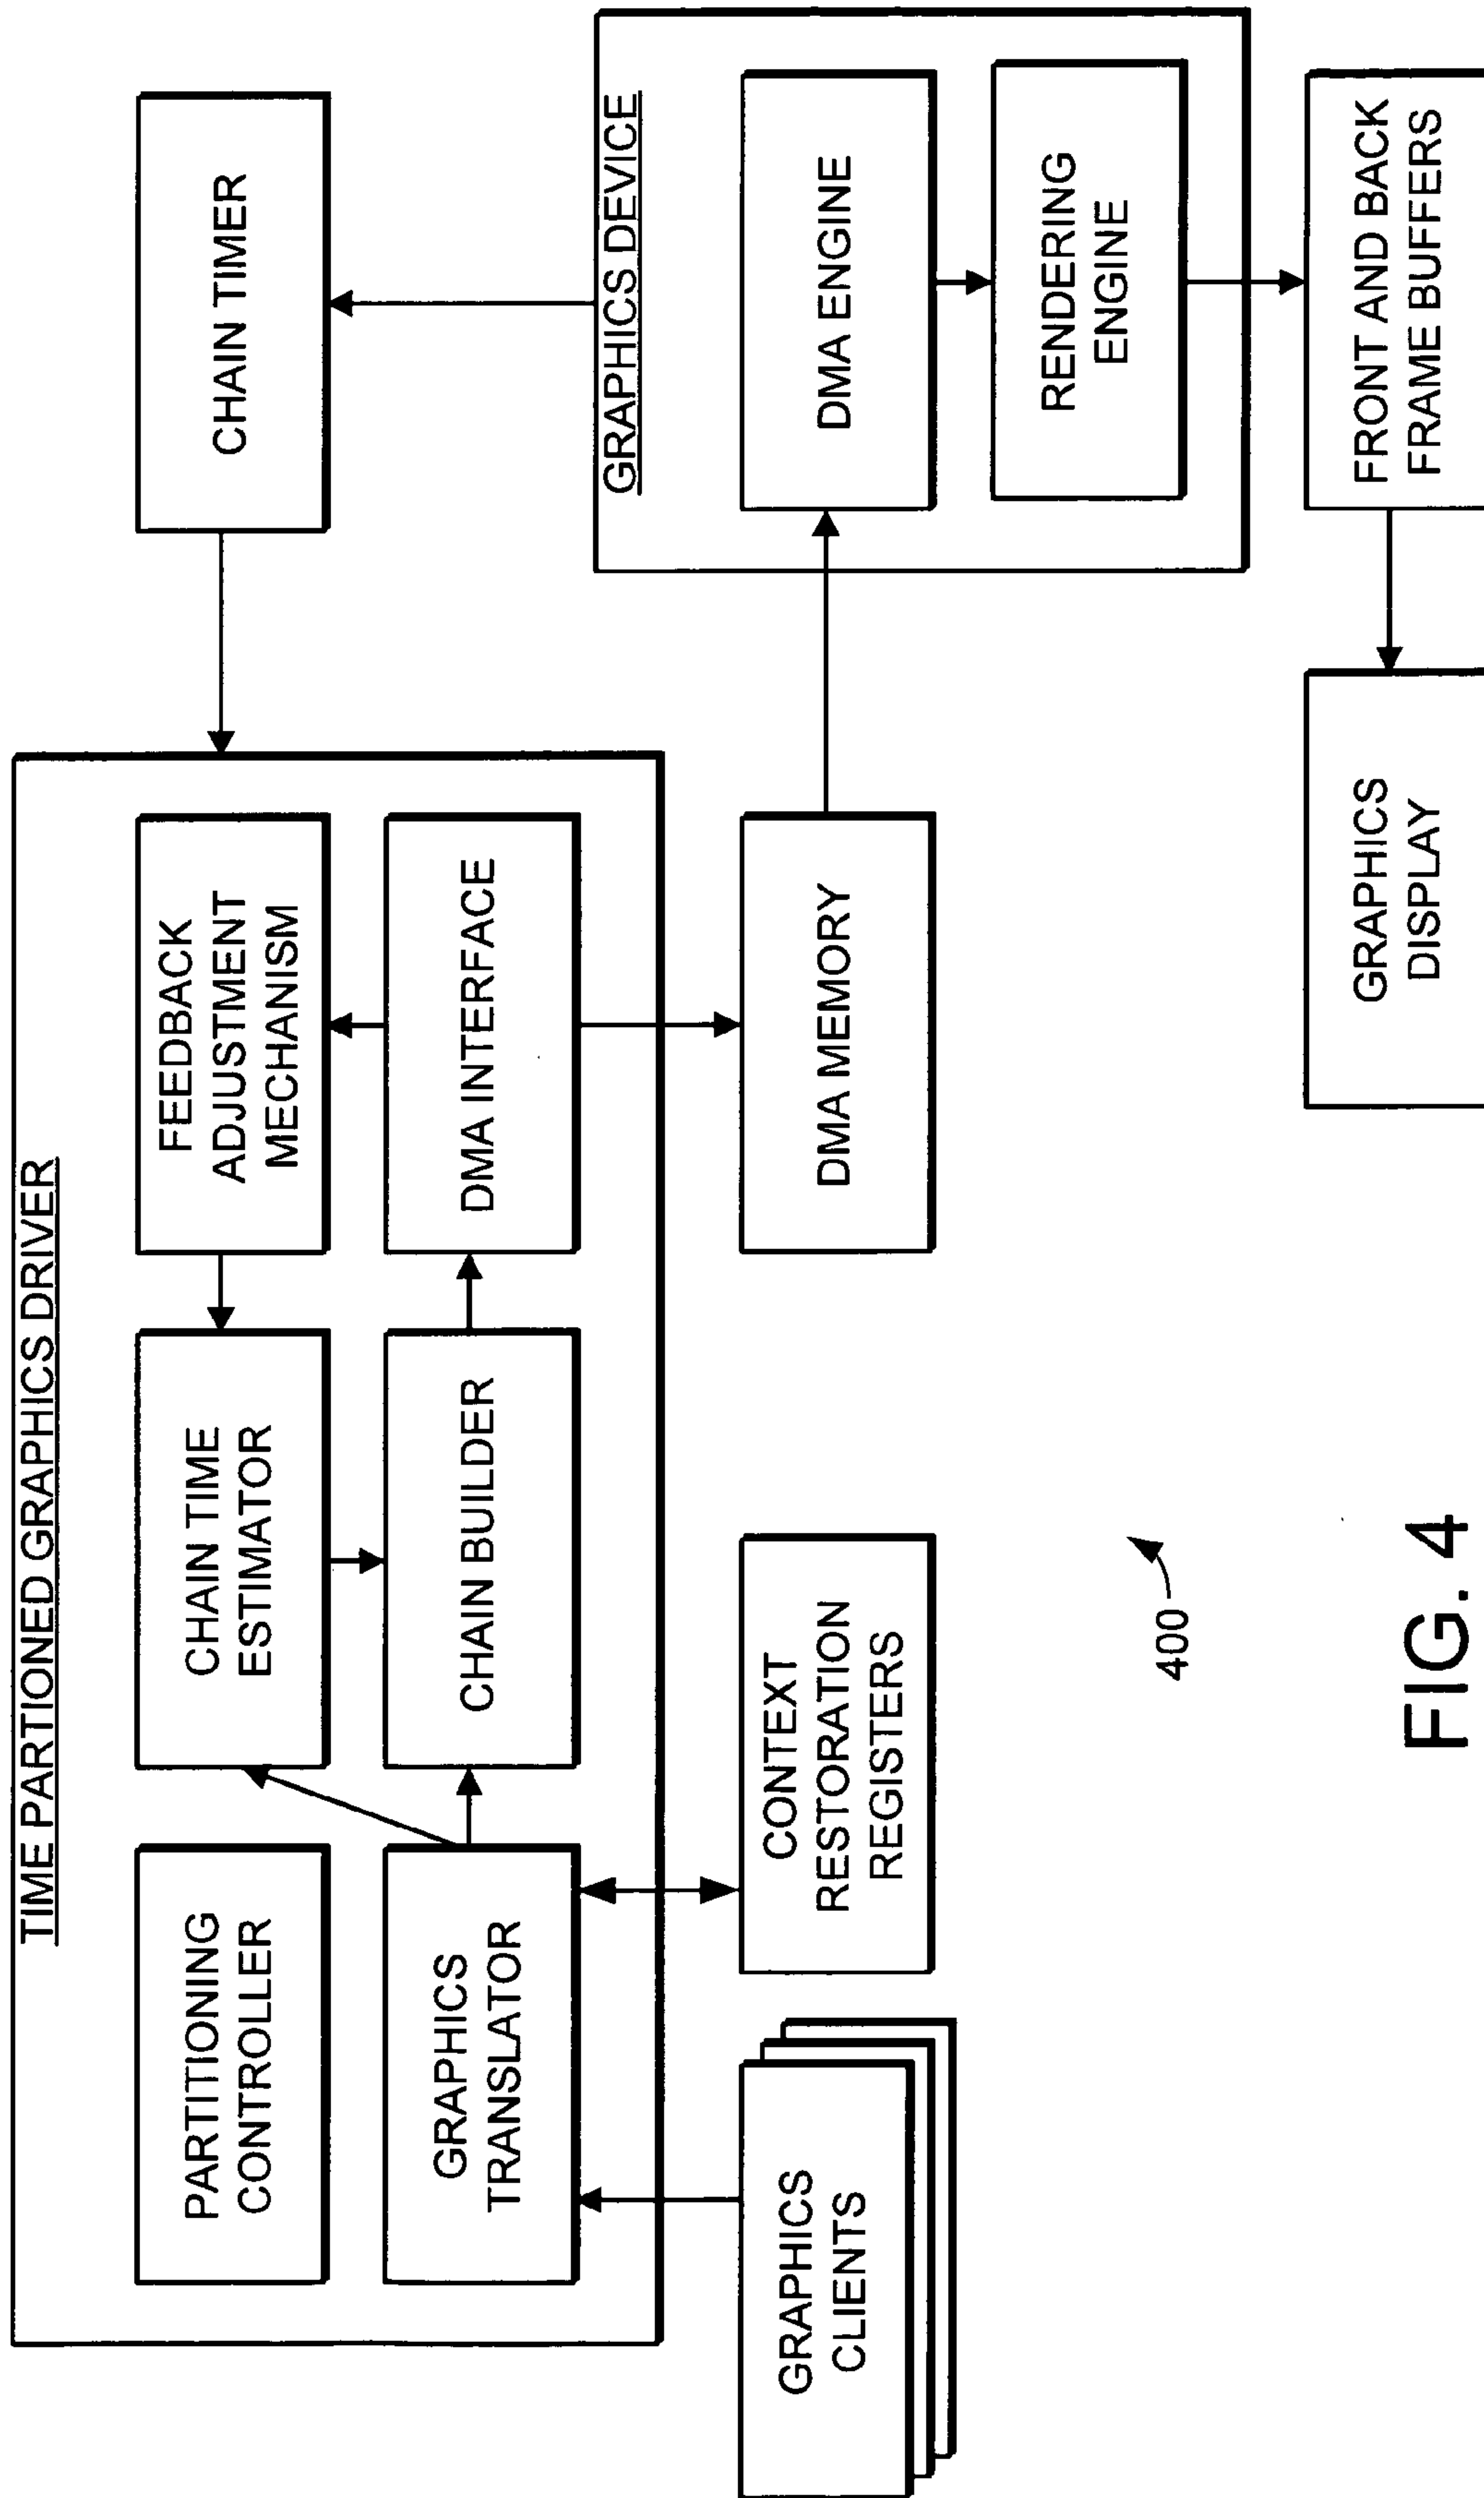 TIME PARTIONED GRAPHICS DRIVER
PARTITIONING
CONTROLLER
CHAIN TIME
ESTIMATOR
FEEDBACK
ADJUSTMENT
MECHANISM
CHAIN TIMER
GRAPHICS
TRANSLATOR
CHAIN BUILDER
DMA INTERFACE
GRAPHICS DEVICE
GRAPHICS
CLIENTS
CONTEXT
RESTORATION
REGISTERS
DMA MEMORY
DMA ENGINE
RENDERING
ENGINE
400
GRAPHICS
DISPLAY
FRONT AND BACK
FRAME BUFFERS
FIG. 4